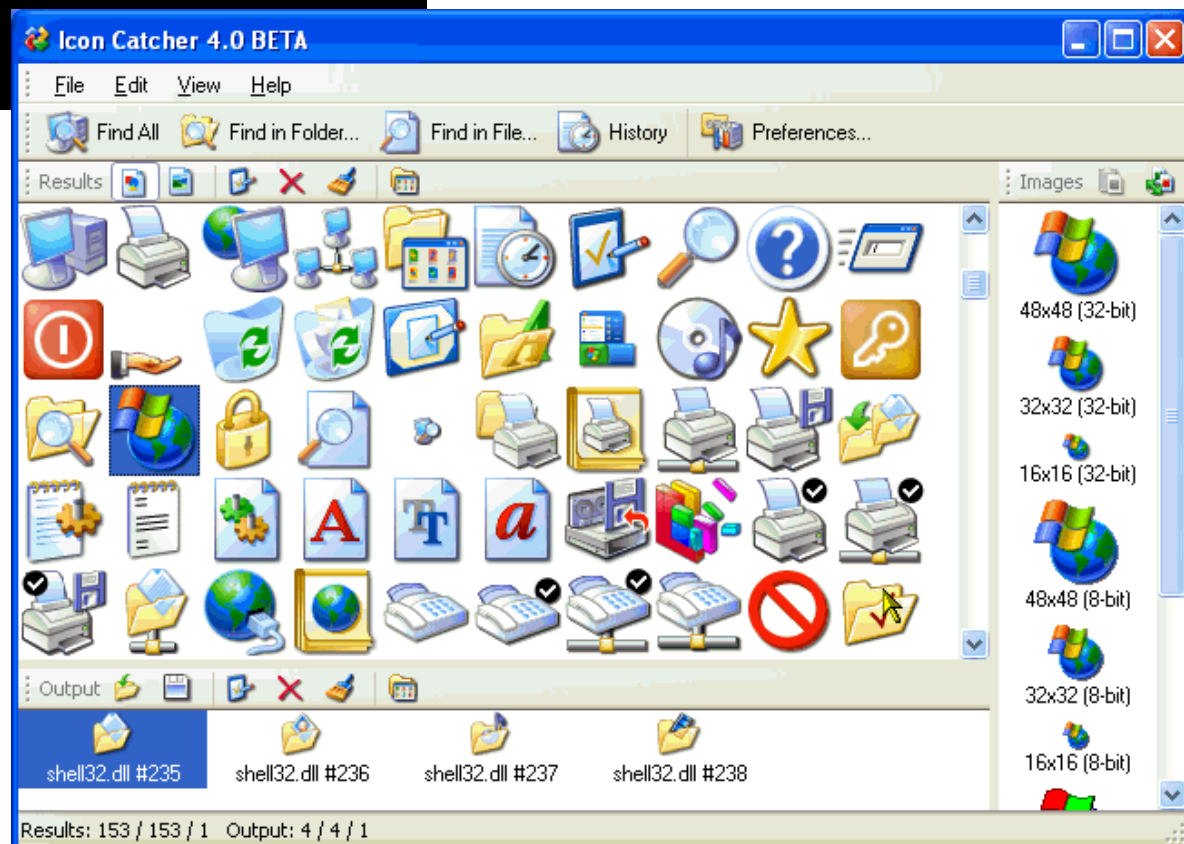 Icon Catcher 4.0 BETA
File Edit View Help
Find All Find in Folder... Find in File... History Preferences...
Results
Images
48x48 (32-bit)
32x32 (32-bit)
16x16 (32-bit)
48x48 (8-bit)
32x32 (8-bit)
16x16 (8-bit)
Output
shell32.dll #235 shell32.dll #236 shell32.dll #237 shell32.dll #238
Results: 153 / 153 / 1 Output: 4 / 4 / 1